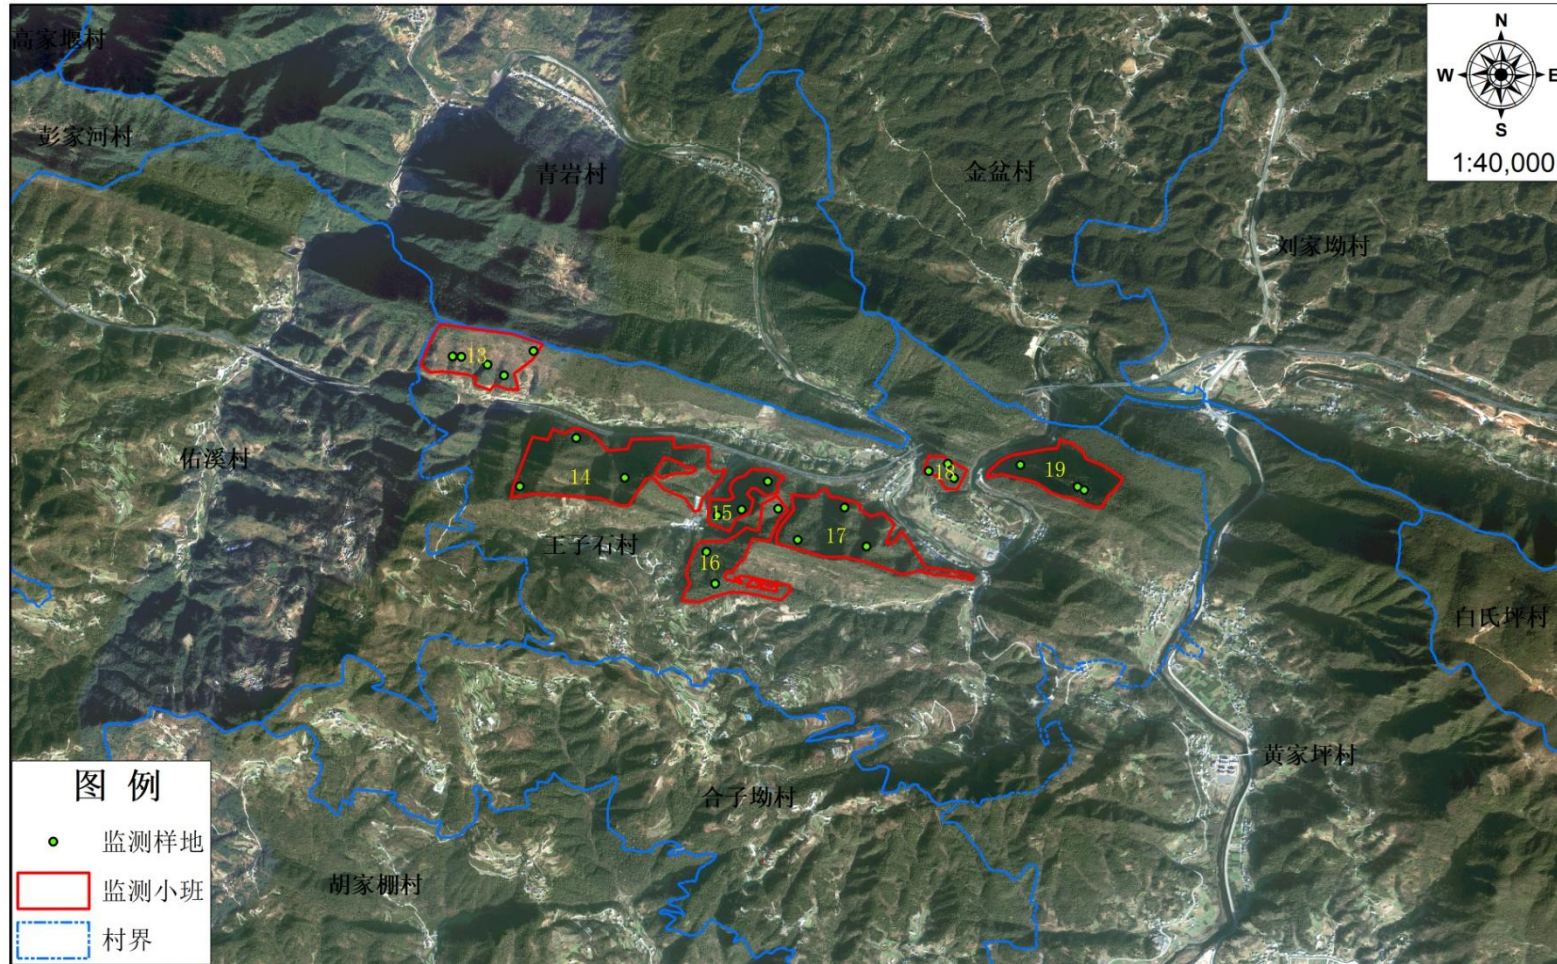 高家堰村
N
W
E
S
1:40,000
彭家河村
青岩村
金盆村
刘家坳村
13
佑溪村
14
15
16
17
18
19
王子石村
白氏坪村
黄家坪村
合子坳村
胡家棚村
图 例
监测样地
监测小班
村界